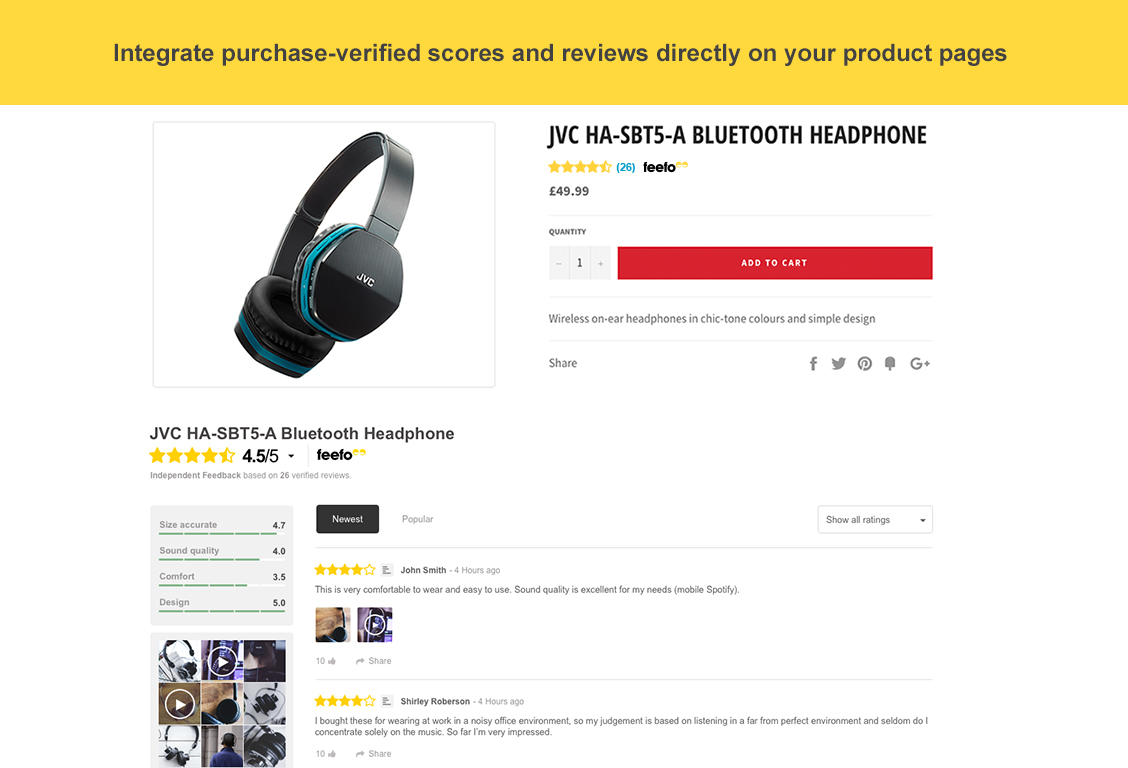 Integrate purchase-verified scores and reviews directly on your product pages
JVC
JVC HA-SBT5-A BLUETOOTH HEADPHONE
(26) feefo
£49.99
QUANTITY
− 1 +
ADD TO CART
Wireless on-ear headphones in chic-tone colours and simple design
Share
JVC HA-SBT5-A Bluetooth Headphone
4.5/5 feefo
Independent Feedback based on 26 verified reviews.
Size accurate 4.7
Sound quality 4.0
Comfort 3.5
Design 5.0
Newest Popular Show all ratings
John Smith - 4 Hours ago
This is very comfortable to wear and easy to use. Sound quality is excellent for my needs (mobile Spotify).
10 Share
Shirley Roberson - 4 Hours ago
I bought these for wearing at work in a noisy office environment, so my judgement is based on listening in a far from perfect environment and seldom do I
concentrate solely on the music. So far I'm very impressed.
10 Share